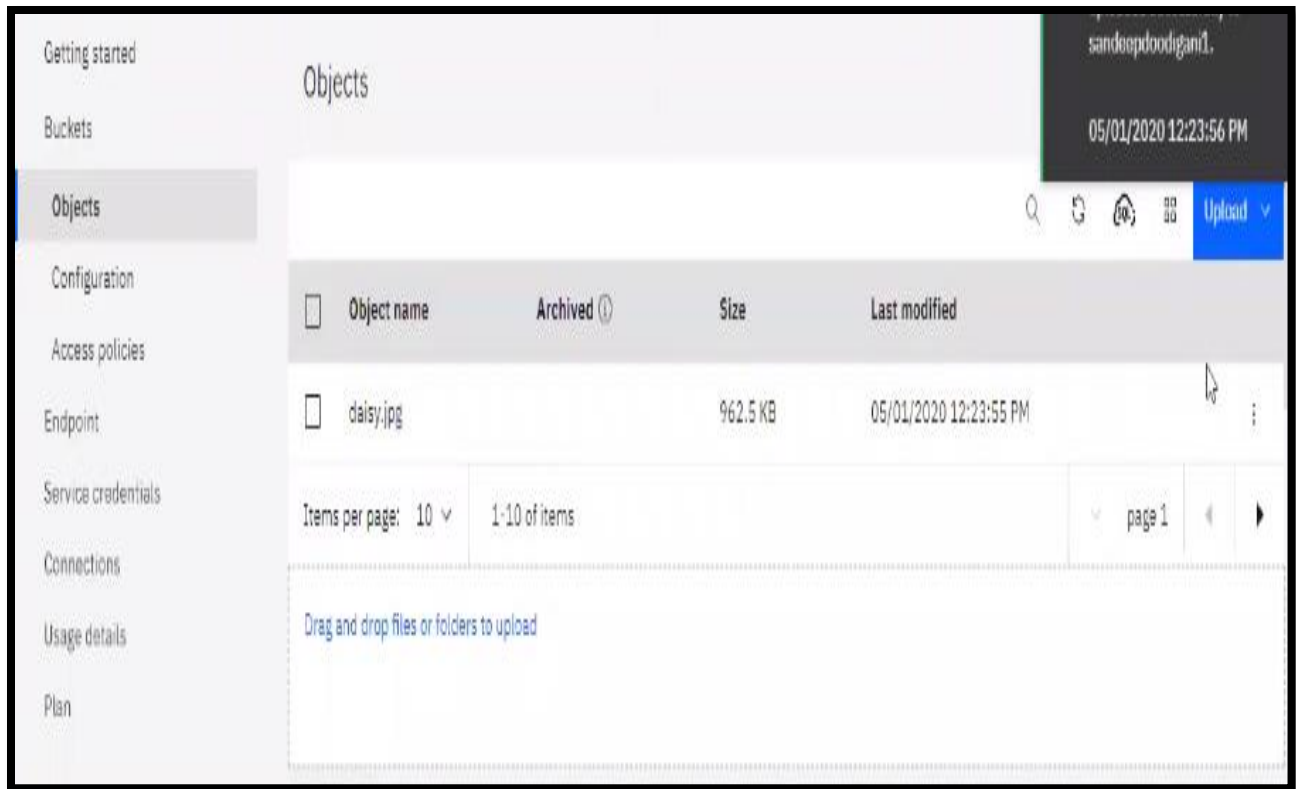 Getting started
Buckets
Objects
Configuration
Access policies
Endpoint
Service credentials
Connections
Usage details
Plan
Objects
sandeepdoodigani1.
05/01/2020 12:23:56 PM
Upload
Object name Archived Size Last modified
daisy.jpg 962.5 KB 05/01/2020 12:23:55 PM
Items per page: 10 1-10 of items page 1
Drag and drop files or folders to upload